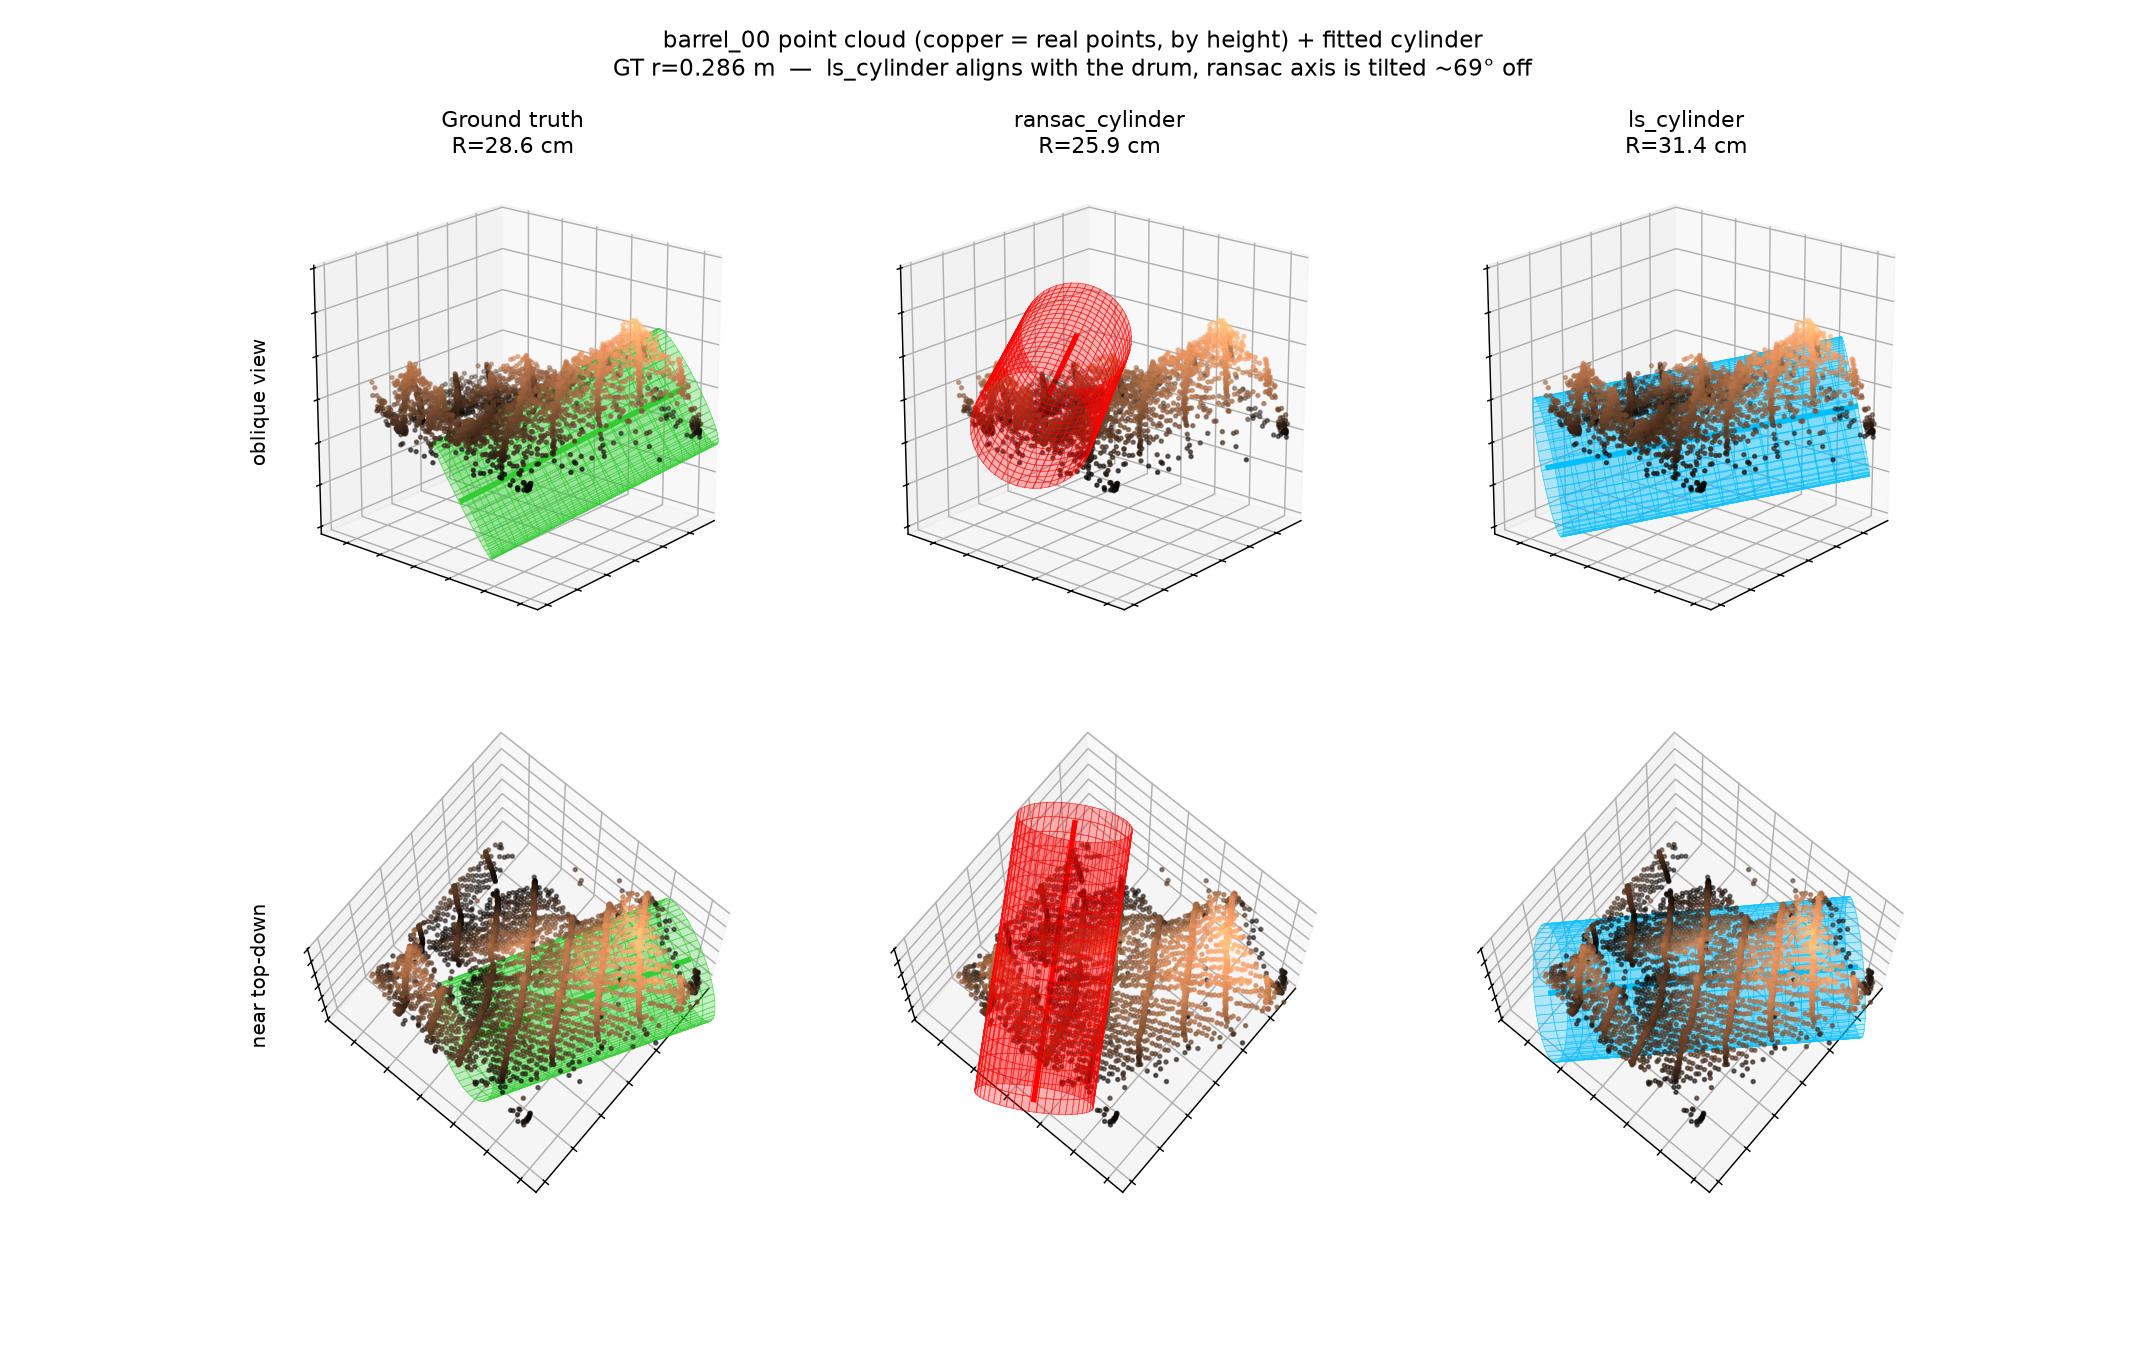 barrel_00 point cloud (copper = real points, by height) + fitted cylinder
GT r=0.286 m — ls_cylinder aligns with the drum, ransac axis is tilted ~69° off
Ground truth
R=28.6 cm
ransac_cylinder
R=25.9 cm
ls_cylinder
R=31.4 cm
oblique view
near top-down